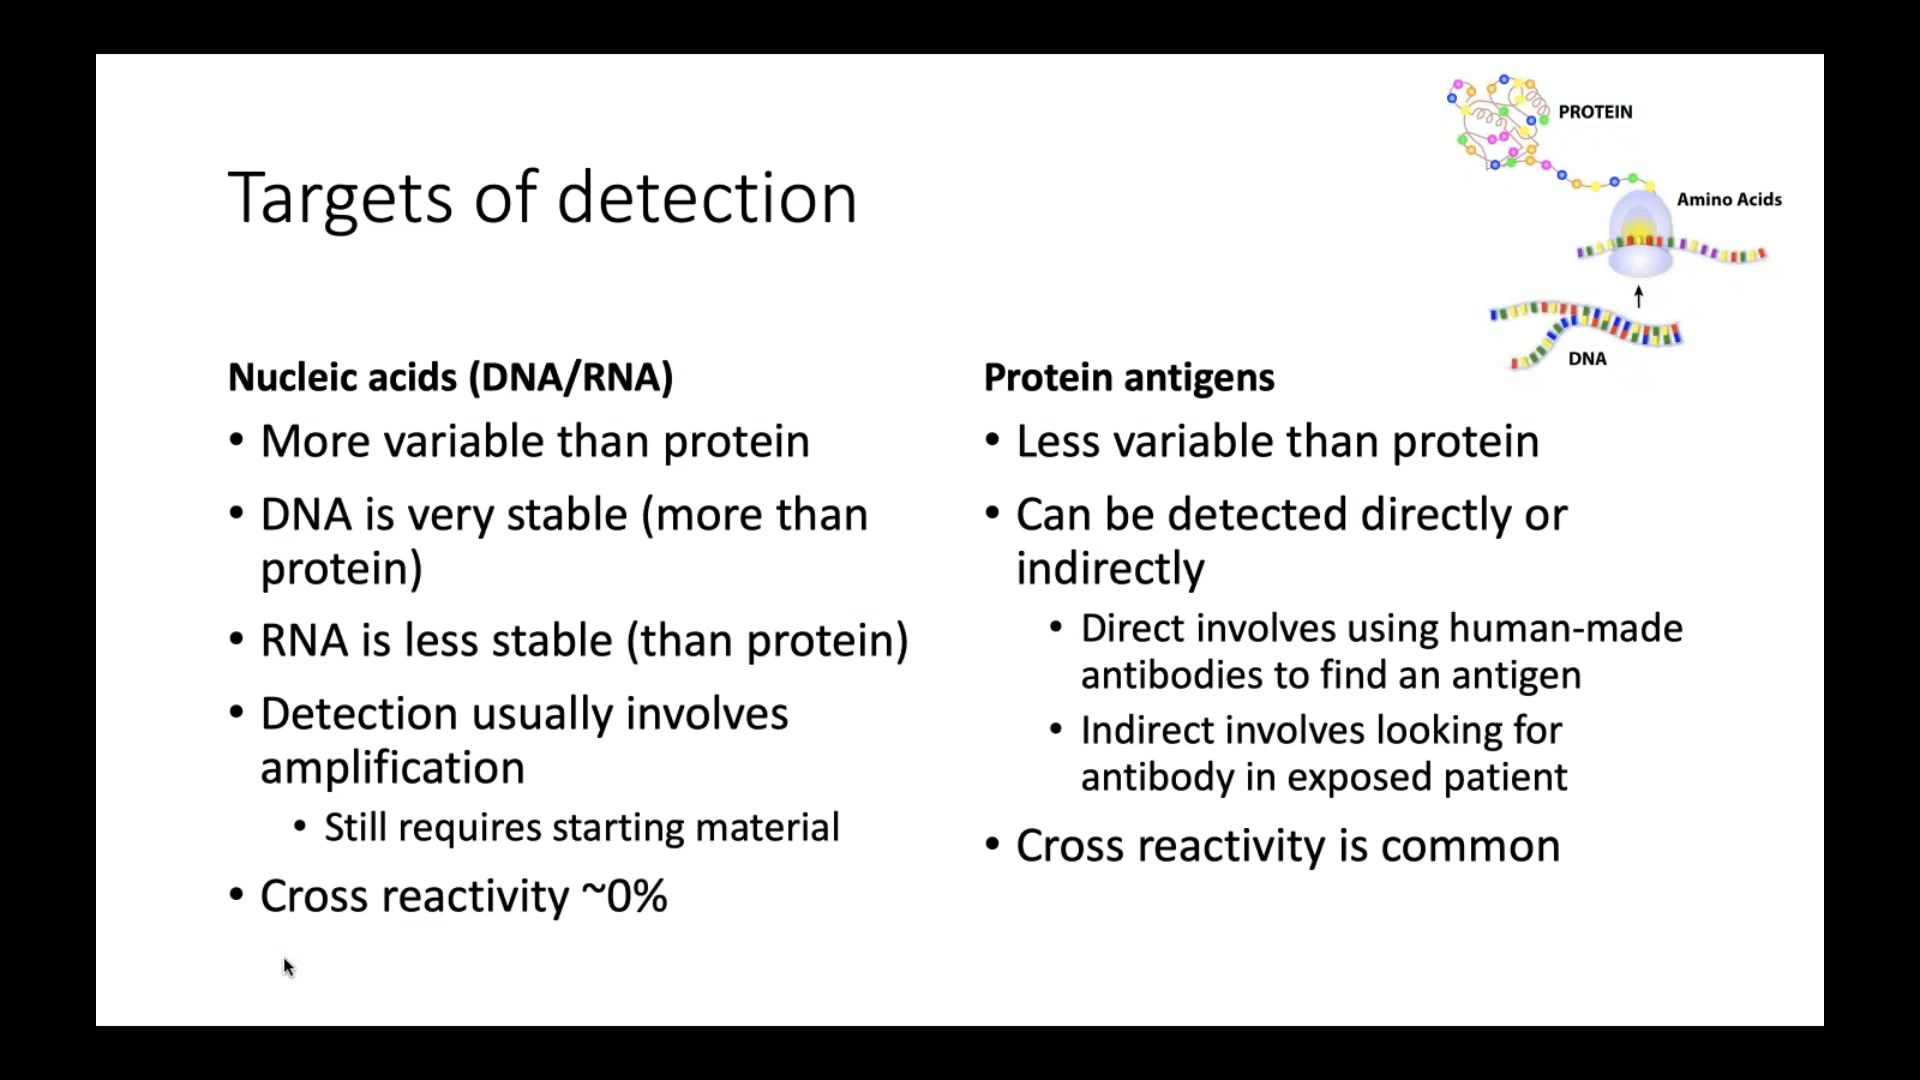 PROTEIN
Amino Acids
DNA
Targets of detection
Nucleic acids (DNA/RNA)
• More variable than protein
• DNA is very stable (more than
protein)
• RNA is less stable (than protein)
• Detection usually involves
amplification
• Still requires starting material
• Cross reactivity ~0%
Protein antigens
• Less variable than protein
• Can be detected directly or
indirectly
• Direct involves using human-made
antibodies to find an antigen
• Indirect involves looking for
antibody in exposed patient
• Cross reactivity is common